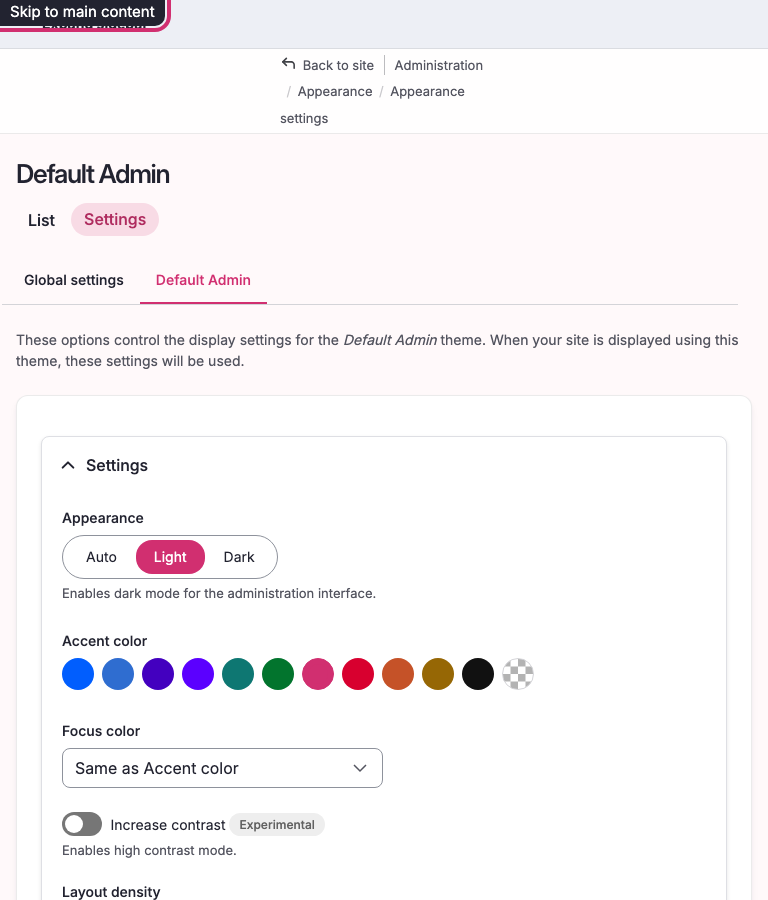 Skip to main content
Back to site
Administration
/ Appearance / Appearance
settings
Default Admin
List
Settings
Global settings
Default Admin
These options control the display settings for the Default Admin theme. When your site is displayed using this
theme, these settings will be used.
Settings
Appearance
Auto
Light
Dark
Enables dark mode for the administration interface.
Accent color
Focus color
Same as Accent color
Increase contrast
Experimental
Enables high contrast mode.
Layout density